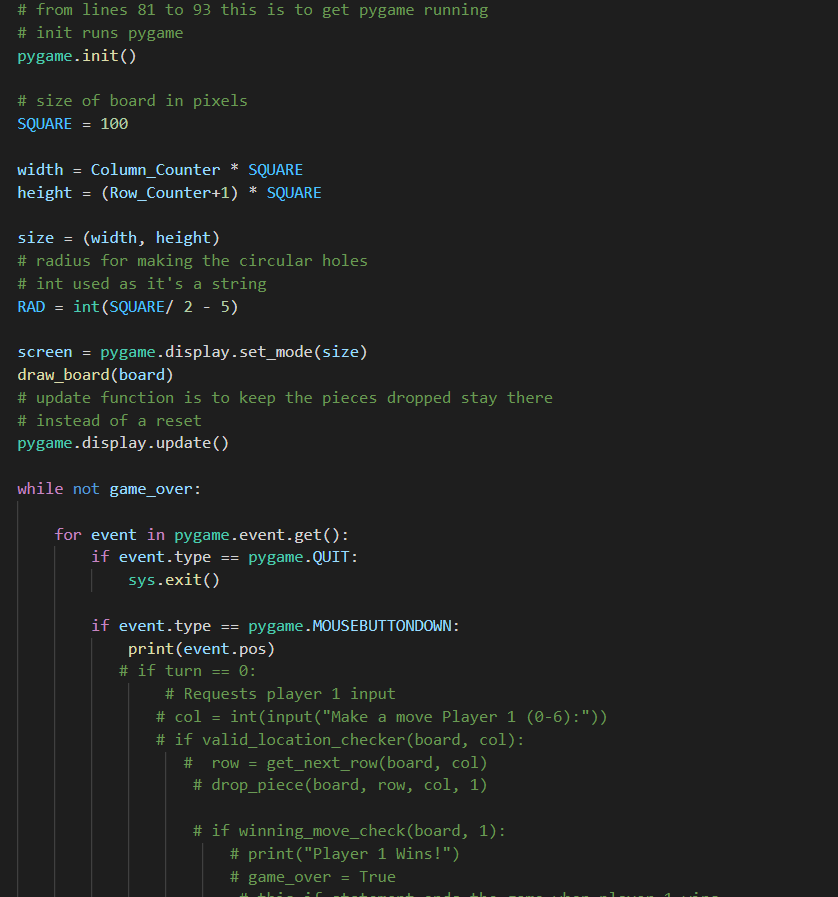 # from lines 81 to 93 this is to get pygame running
# init runs pygame
pygame.init()
# size of board in pixels
SQUARE = 100
width = Column_Counter * SQUARE
height = (Row_Counter+1) * SQUARE
size = (width, height)
# radius for making the circular holes
# int used as it's a string
RAD = int(SQUARE/ 2 - 5)
screen = pygame.display.set_mode(size)
draw_board(board)
# update function is to keep the pieces dropped stay there
# instead of a reset
pygame.display.update()
while not game_over:
for event in pygame.event.get():
if event.type == pygame.QUIT:
sys.exit()
if event.type == pygame.MOUSEBUTTONDOWN:
print(event.pos)
# if turn == 0:
# Requests player 1 input
# col = int(input("Make a move Player 1 (0-6):"))
# if valid_location_checker(board, col):
#  row = get_next_row(board, col)
# drop_piece(board, row, col, 1)
# if winning_move_check(board, 1):
# print("Player 1 Wins!")
# game_over = True
# this if statement ends the game when player 1 wins